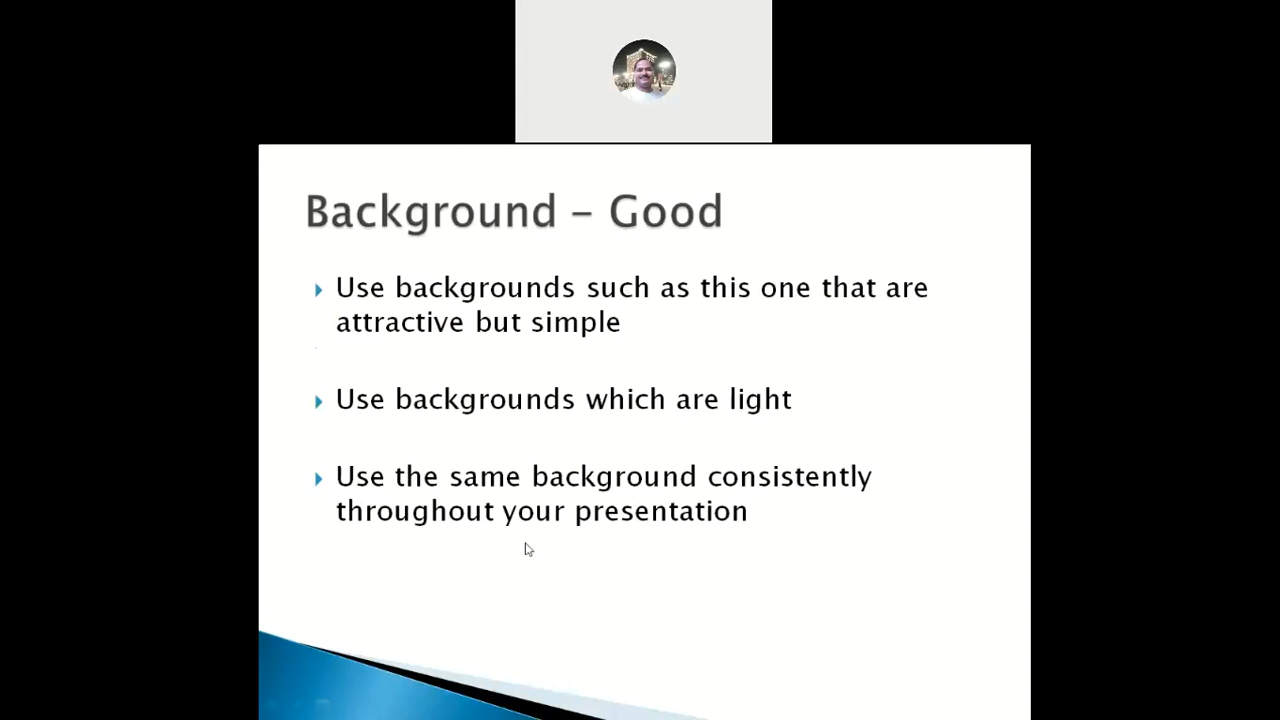 Background – Good
Use backgrounds such as this one that are
attractive but simple
Use backgrounds which are light
Use the same background consistently
throughout your presentation